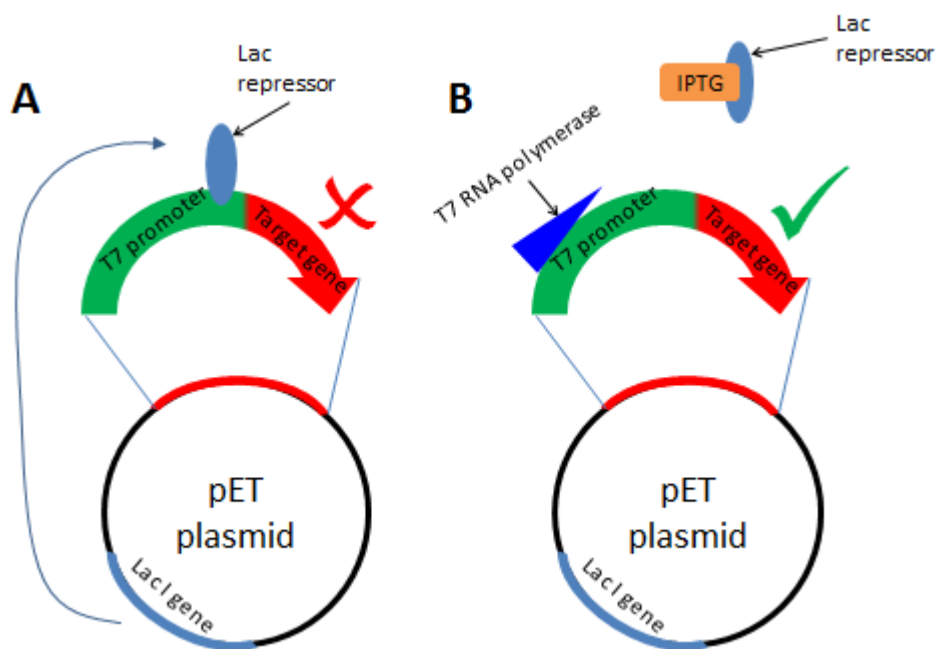 A
Lac
repressor
T7 promoter
Target gene
pET
plasmid
Lac I gene
B
Lac
repressor
IPTG
T7 RNA polymerase
T7 promoter
Target gene
pET
plasmid
Lac I gene